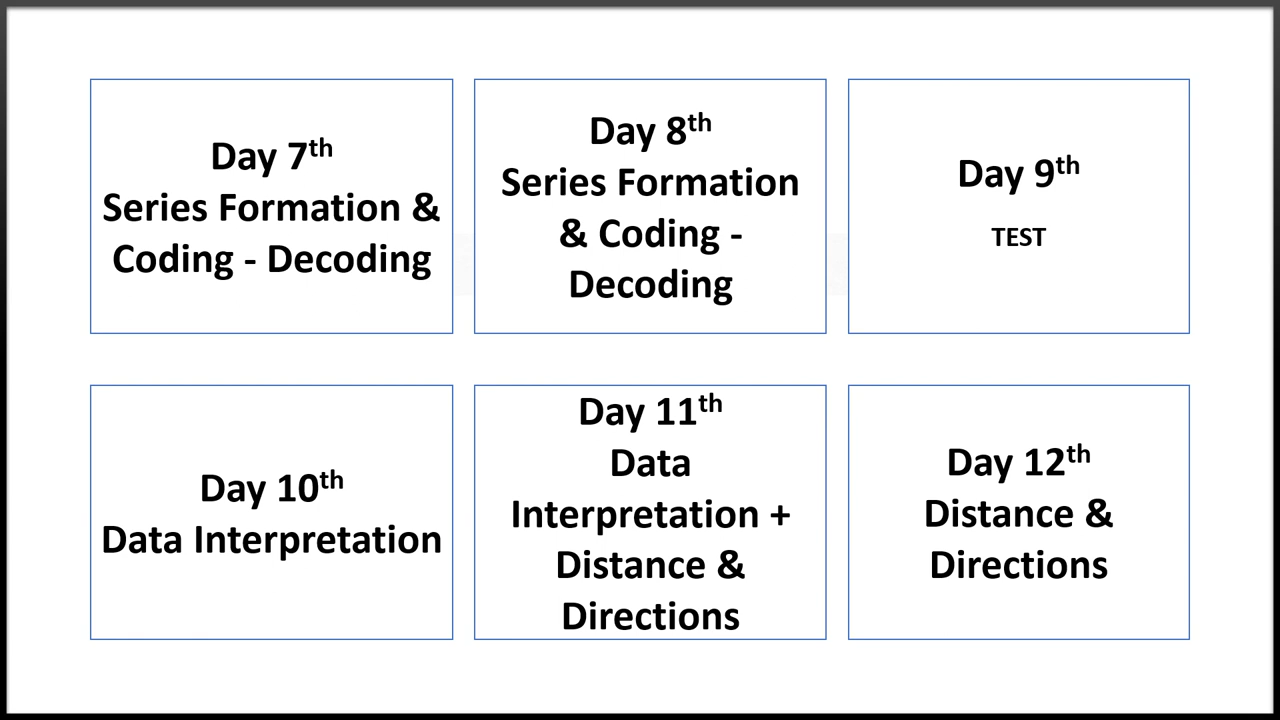 Day 7th
Series Formation &
Coding - Decoding
Day 8th
Series Formation
& Coding -
Decoding
Day 9th
TEST
Day 10th
Data Interpretation
Day 11th
Data
Interpretation +
Distance &
Directions
Day 12th
Distance &
Directions